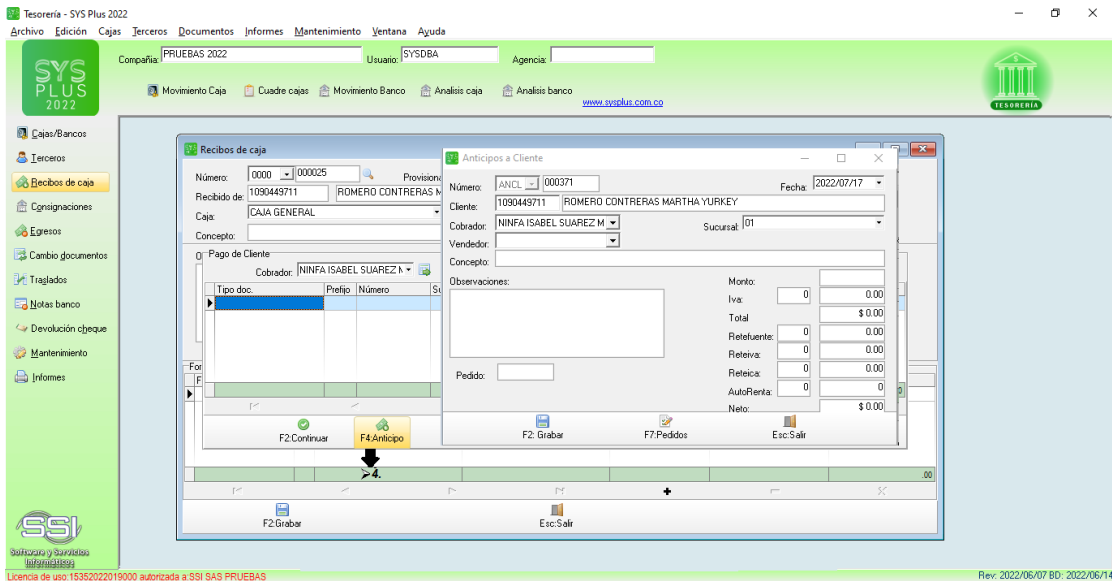 Tesorería - SYS Plus 2022
Archivo Edición Cajas Terceros Documentos Informes Mantenimiento Ventana Ayuda
SYS PLUS 2022
Compañia: PRUEBAS 2022 Usuario: SYSDBA Agencia:
Movimiento Caja Cuadre cajas Movimiento Banco Analisis caja Analisis banco
www.sysplus.com.co
TESORERÍA
Cajas/Bancos
Terceros
Recibos de caja
Consignaciones
Egresos
Cambio documentos
Traslados
Notas banco
Devolución cheque
Mantenimiento
Informes
Recibos de caja
Número: 0000 000025 Provisiona
Recibido de: 1090449711 ROMERO CONTRERAS M
Caja: CAJA GENERAL
Concepto:
Pago de Cliente
Cobrador: NINFA ISABEL SUAREZ M
Tipo doc. Prefijo Número Su
F2:Continuar F4:Anticipo
For
F
4.
.00
F2:Grabar Esc:Salir
Anticipos a Cliente
Número: ANCL 000371 Fecha: 2022/07/17
Cliente: 1090449711 ROMERO CONTRERAS MARTHA YURKEY
Cobrador: NINFA ISABEL SUAREZ M Sucursal: 01
Vendedor:
Concepto:
Observaciones:
Monto:
Iva: 0 0.00
Total $ 0.00
Retefuente: 0 0.00
Reteiva: 0 0.00
Reteica: 0 0.00
AutoRenta: 0 0
Neto: $ 0.00
Pedido:
F2: Grabar F7:Pedidos Esc:Salir
SSI
Software y Servicios
Informáticos
Licencia de uso:15352022019000 autorizada a:SSI SAS PRUEBAS
Rev: 2022/06/07 BD: 2022/06/14